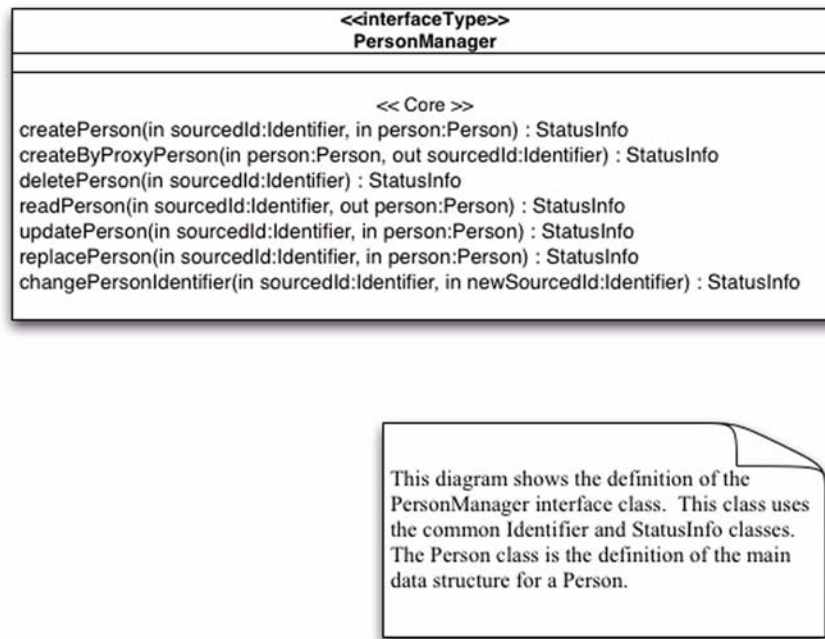 <<interfaceType>>
PersonManager
<< Core >>
createPerson(in sourcedId:Identifier, in person:Person) : StatusInfo
createByProxyPerson(in person:Person, out sourcedId:Identifier) : StatusInfo
deletePerson(in sourcedId:Identifier) : StatusInfo
readPerson(in sourcedId:Identifier, out person:Person) : StatusInfo
updatePerson(in sourcedId:Identifier, in person:Person) : StatusInfo
replacePerson(in sourcedId:Identifier, in person:Person) : StatusInfo
changePersonIdentifier(in sourcedId:Identifier, in newSourcedId:Identifier) : StatusInfo
This diagram shows the definition of the
PersonManager interface class. This class uses
the common Identifier and StatusInfo classes.
The Person class is the definition of the main
data structure for a Person.